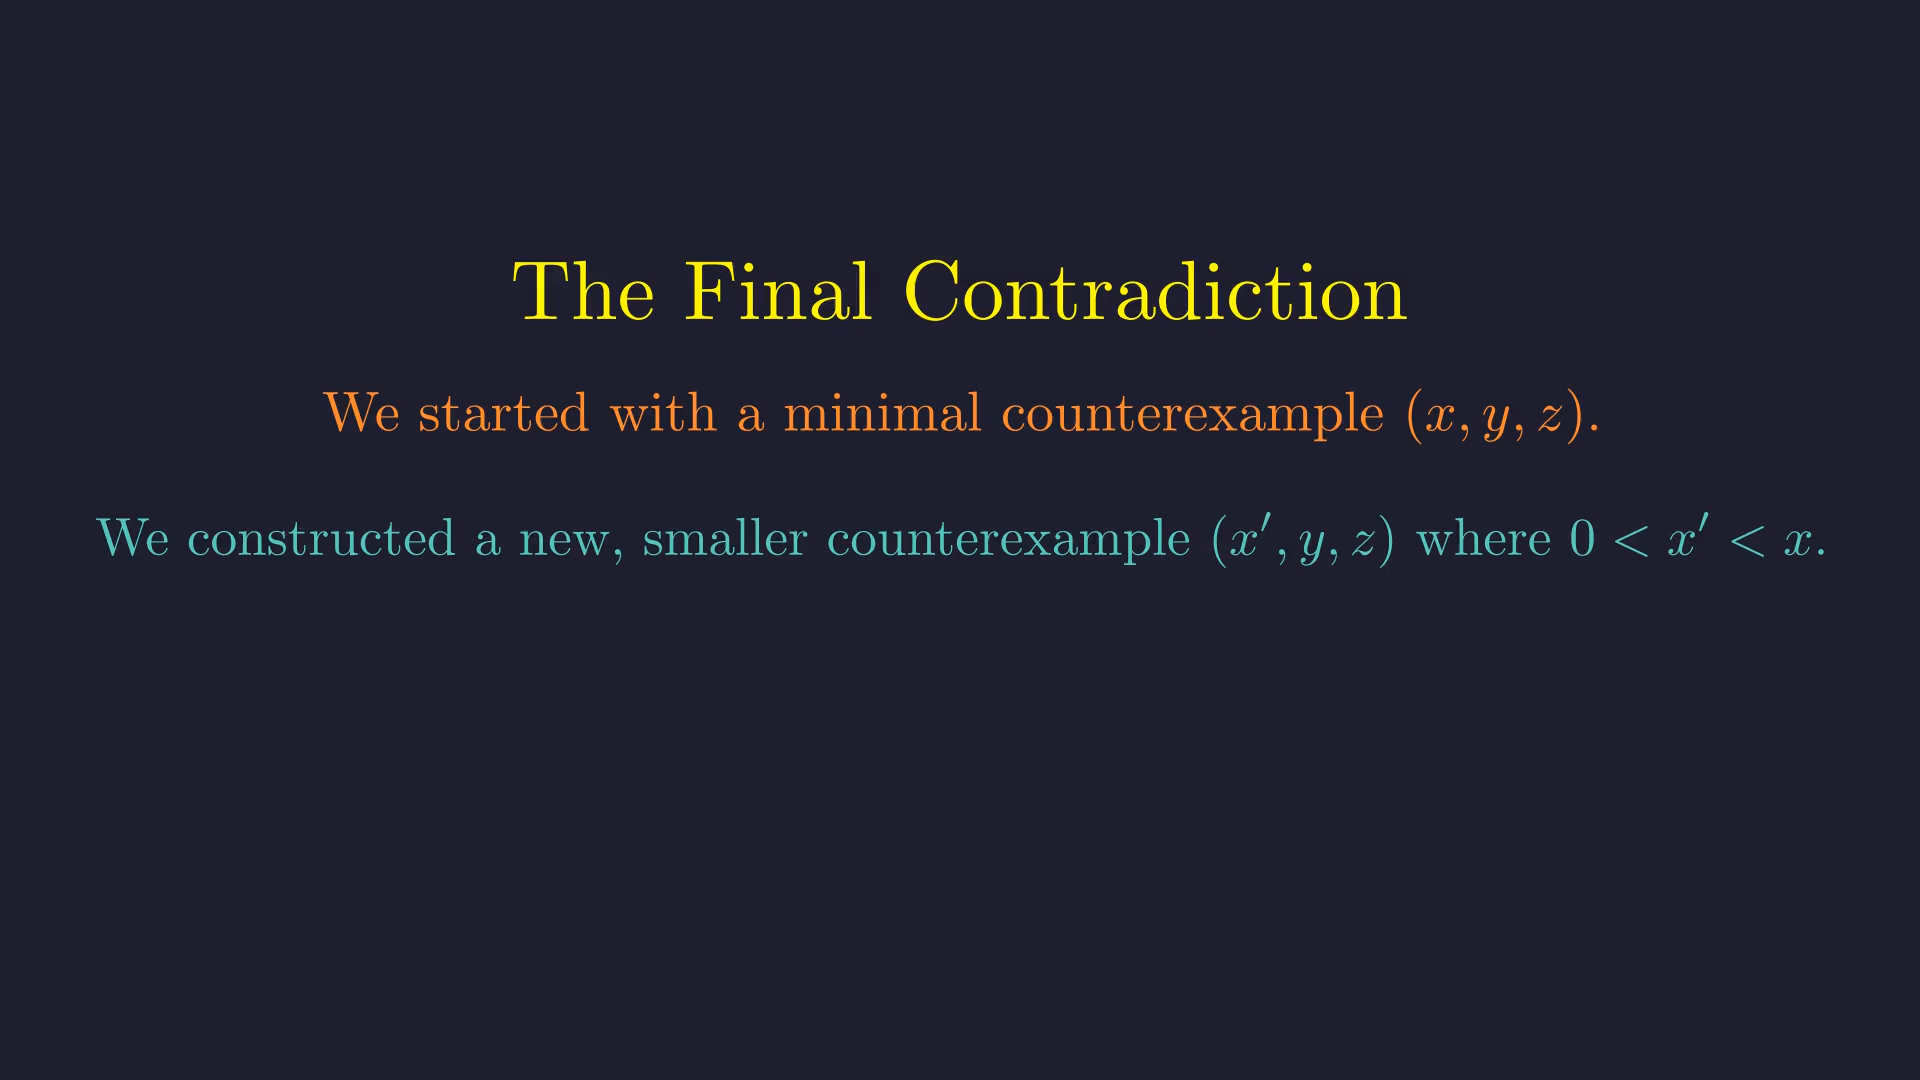 The Final Contradiction
We started with a minimal counterexample (x, y, z).
We constructed a new, smaller counterexample (x′, y, z) where 0 < x′ < x.